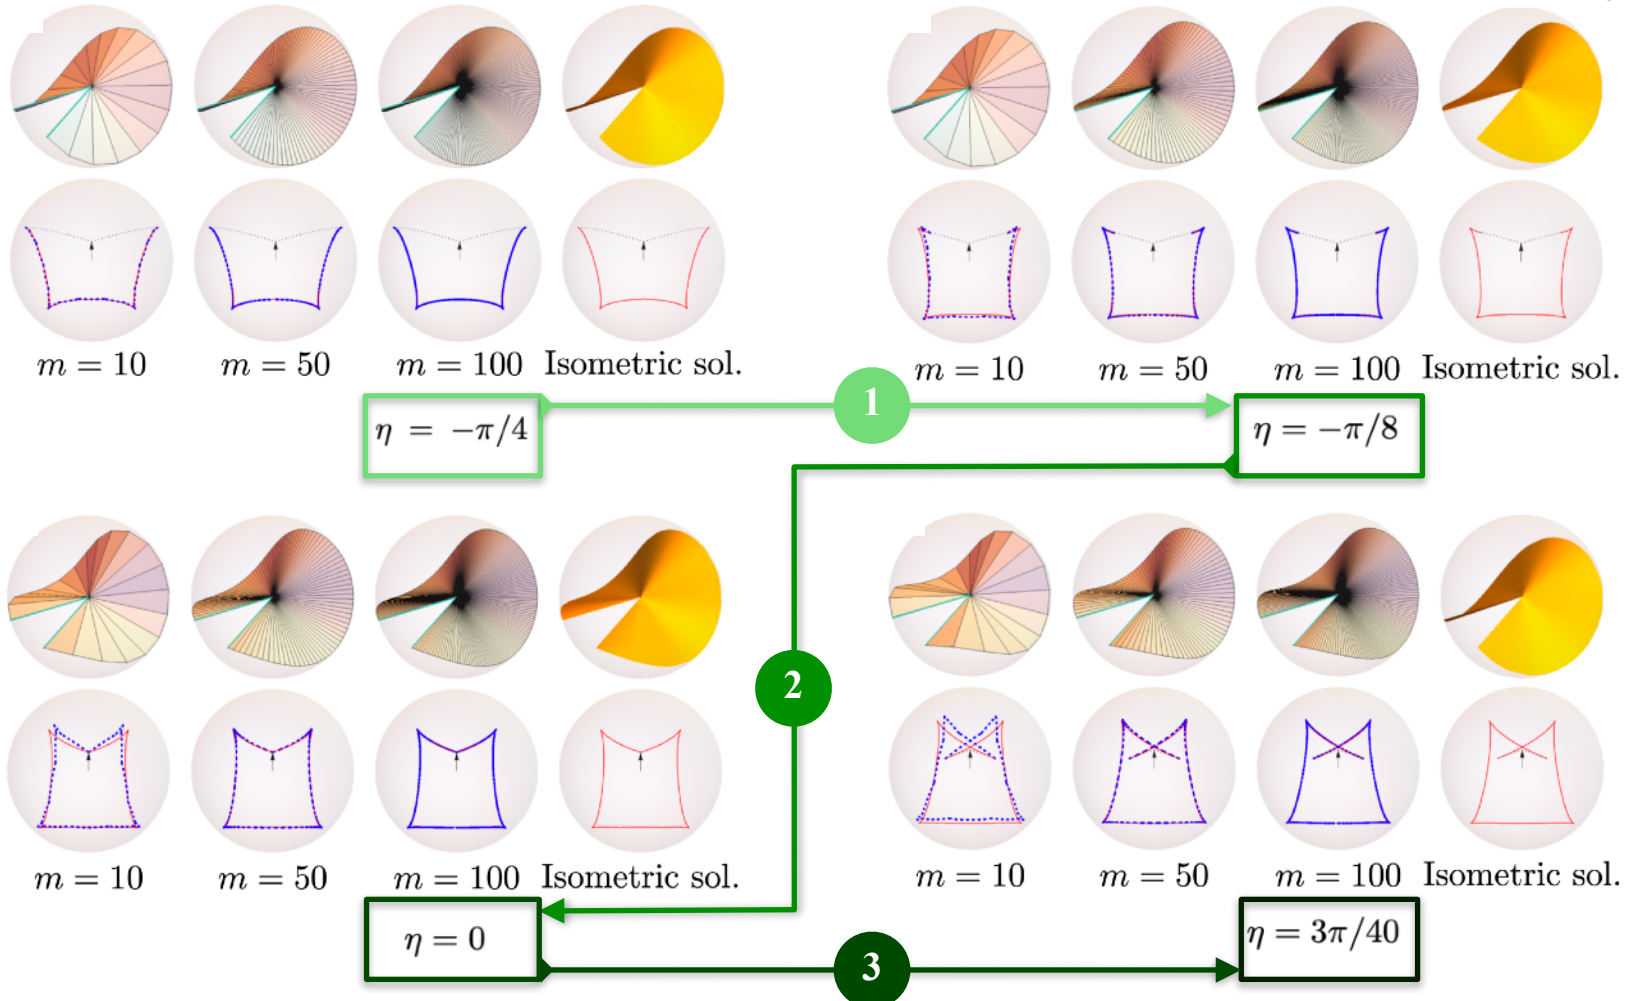 m = 10 m = 50 m = 100 Isometric sol.
m = 10 m = 50 m = 100 Isometric sol.
η = −π/4
1
η = −π/8
2
m = 10 m = 50 m = 100 Isometric sol.
m = 10 m = 50 m = 100 Isometric sol.
η = 0
3
η = 3π/40